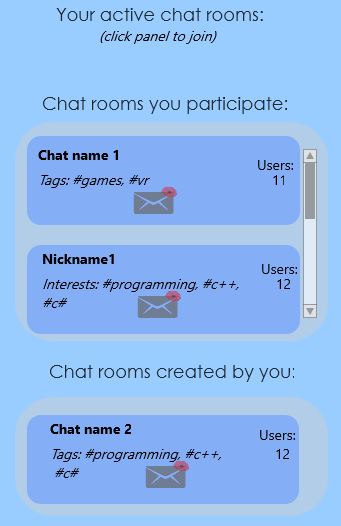 Your active chat rooms:
(click panel to join)
Chat rooms you participate:
Chat name 1
Users:
11
Tags: #games, #vr
Nickname1
Users:
12
Interests: #programming, #c++,
#c#
Chat rooms created by you:
Chat name 2
Users:
12
Tags: #programming, #c++,
#c#